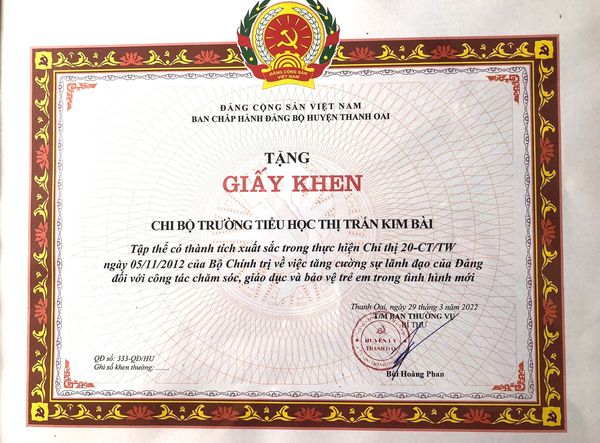 ĐẢNG CỘNG SẢN
VIỆT NAM
ĐẢNG CỘNG SẢN VIỆT NAM
BAN CHẤP HÀNH ĐẢNG BỘ HUYỆN THANH OAI
TẶNG
GIẤY KHEN
CHI BỘ TRƯỜNG TIỂU HỌC THỊ TRẤN KIM BÀI
Tập thể có thành tích xuất sắc trong thực hiện Chỉ thị 20-CT/TW
ngày 05/11/2012 của Bộ Chính trị về việc tăng cường sự lãnh đạo của Đảng
đối với công tác chăm sóc, giáo dục và bảo vệ trẻ em trong tình hình mới
Thanh Oai, ngày 29 tháng 3 năm 2022
T/M BAN THƯỜNG VỤ
BÍ THƯ
HUYỆN ỦY
THANH OAI
QĐ số: 333-QĐ/HU
Ghi sổ khen thưởng: ......
Bùi Hoàng Phan